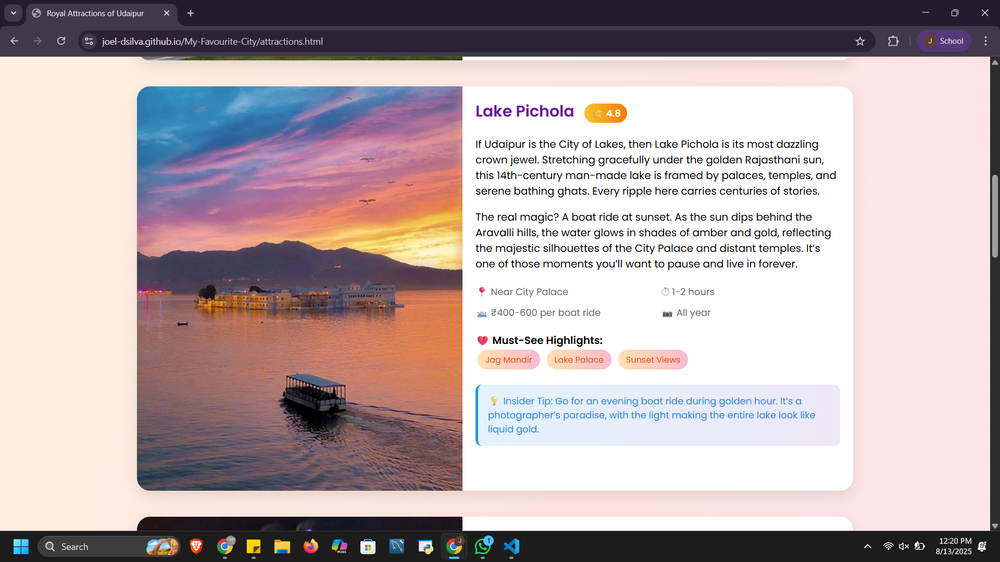 Royal Attractions of Udaipur
joel-dsilva.github.io/My-Favourite-City/attractions.html
J School
Lake Pichola ⭐ 4.8
If Udaipur is the City of Lakes, then Lake Pichola is its most dazzling
crown jewel. Stretching gracefully under the golden Rajasthani sun,
this 14th-century man-made lake is framed by palaces, temples, and
serene bathing ghats. Every ripple here carries centuries of stories.
The real magic? A boat ride at sunset. As the sun dips behind the
Aravalli hills, the water glows in shades of amber and gold, reflecting
the majestic silhouettes of the City Palace and distant temples. It’s
one of those moments you’ll want to pause and live in forever.
📍 Near City Palace
⏱ 1-2 hours
🚤 ₹400-600 per boat ride
📷 All year
❤️ Must-See Highlights:
Jag Mandir
Lake Palace
Sunset Views
💡 Insider Tip: Go for an evening boat ride during golden hour. It’s a
photographer’s paradise, with the light making the entire lake look like
liquid gold.
Search
M365
J
1
12:20 PM
8/13/2025